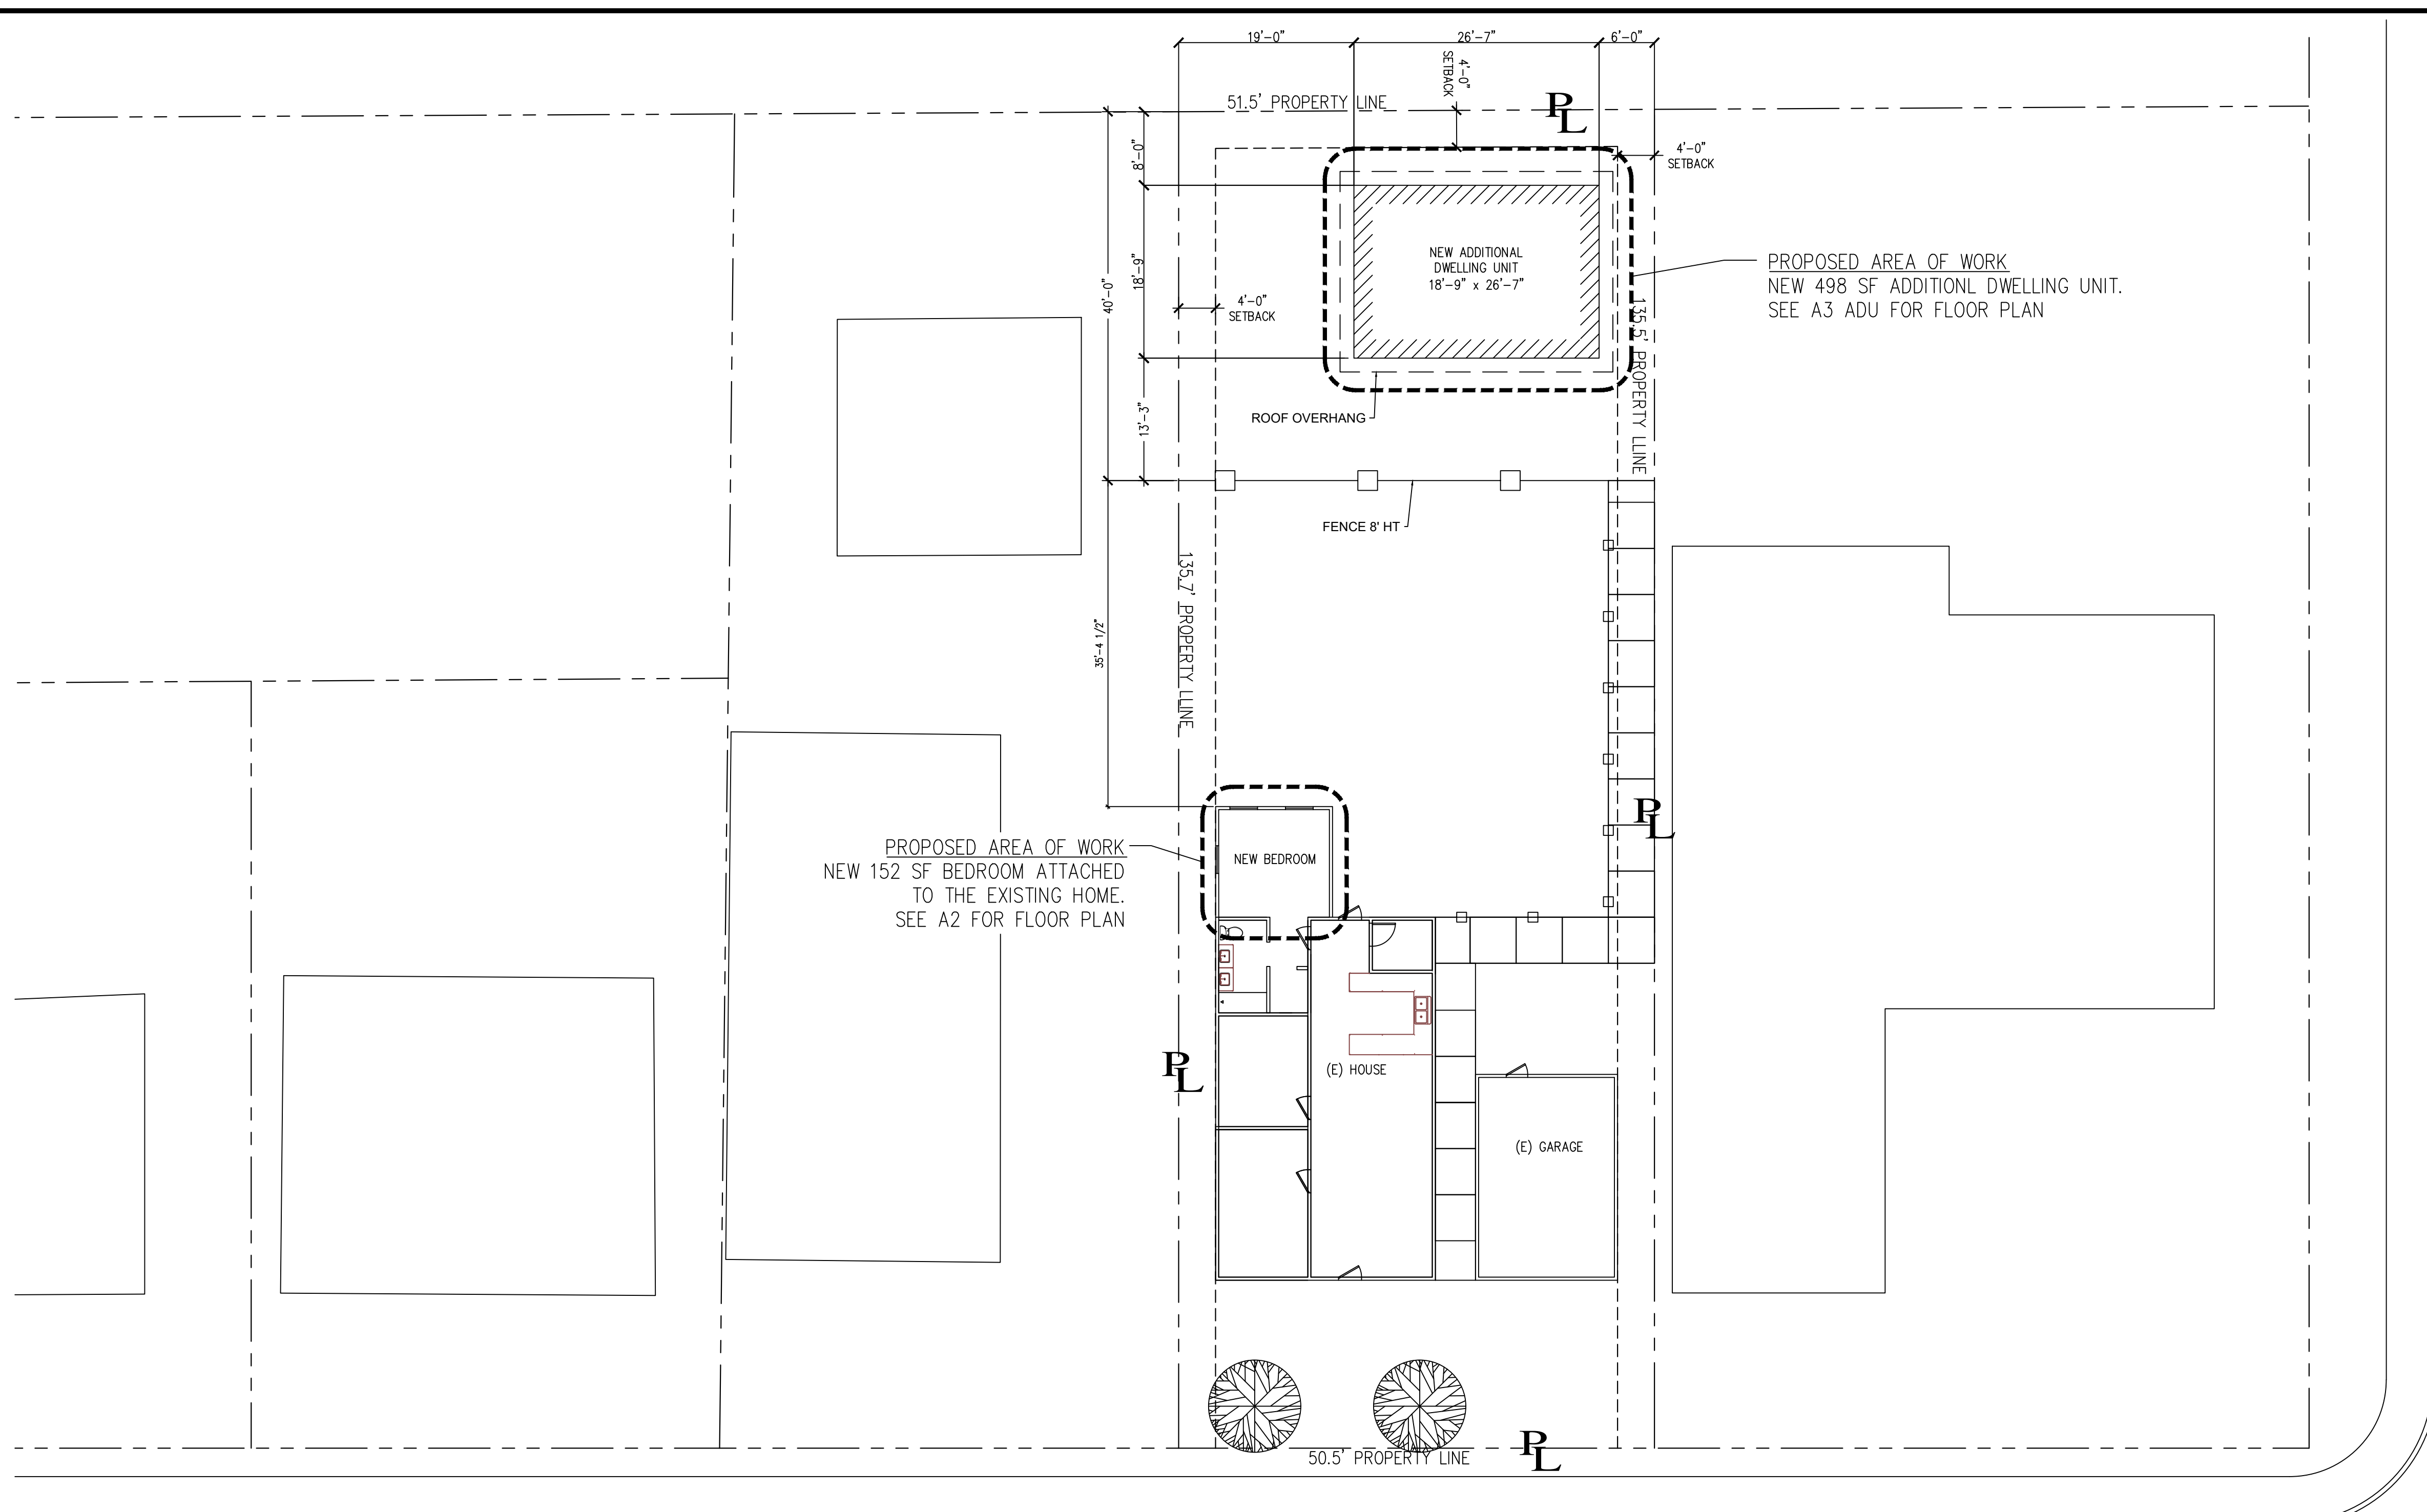 19'-0"
26'-7"
6'-0"
4'-0"
SETBACK
51.5' PROPERTY LINE
PL
8'-0"
4'-0"
SETBACK
NEW ADDITIONAL
DWELLING UNIT
18'-9" x 26'-7"
PROPOSED AREA OF WORK
NEW 498 SF ADDITIONL DWELLING UNIT.
SEE A3 ADU FOR FLOOR PLAN
40'-0"
18'-9"
4'-0"
SETBACK
135.5' PROPERTY LLINE
ROOF OVERHANG
13'-3"
FENCE 8' HT
135.7' PROPERTY LLINE
35'-4 1/2"
PL
PROPOSED AREA OF WORK
NEW 152 SF BEDROOM ATTACHED
TO THE EXISTING HOME.
SEE A2 FOR FLOOR PLAN
NEW BEDROOM
PL
(E) HOUSE
(E) GARAGE
PL
50.5' PROPERTY LINE